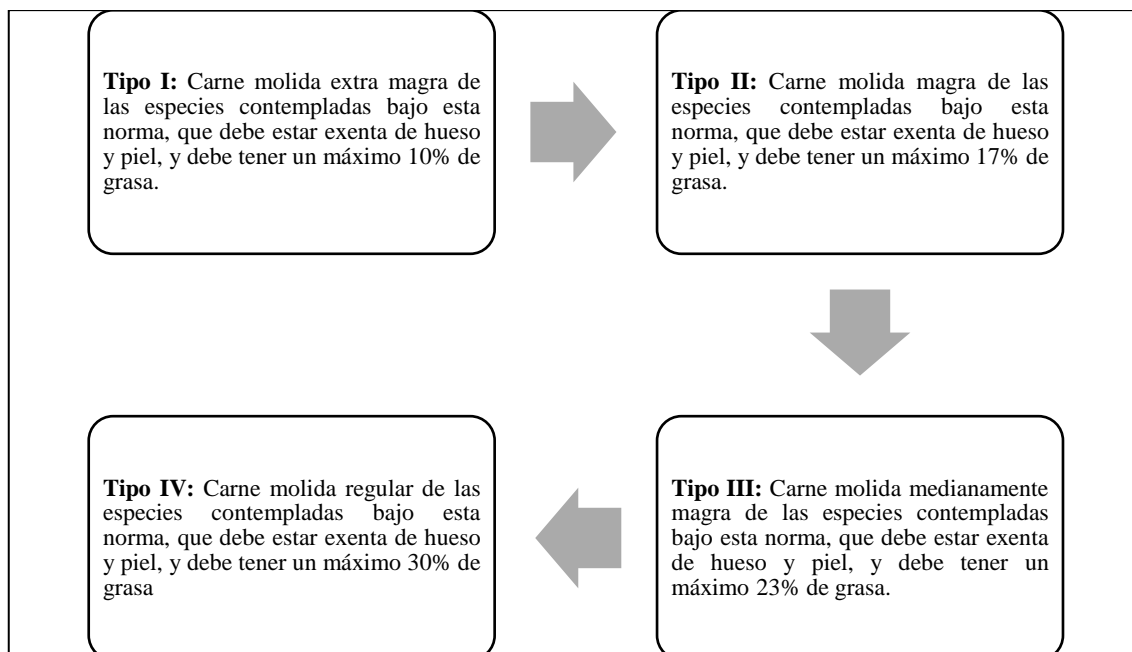 Tipo I: Carne molida extra magra de
las especies contempladas bajo esta
norma, que debe estar exenta de hueso
y piel, y debe tener un máximo 10% de
grasa.
Tipo II: Carne molida magra de las
especies contempladas bajo esta
norma, que debe estar exenta de hueso
y piel, y debe tener un máximo 17% de
grasa.
Tipo III: Carne molida medianamente
magra de las especies contempladas
bajo esta norma, que debe estar exenta
de hueso y piel, y debe tener un
máximo 23% de grasa.
Tipo IV: Carne molida regular de las
especies contempladas bajo esta
norma, que debe estar exenta de hueso
y piel, y debe tener un máximo 30% de
grasa